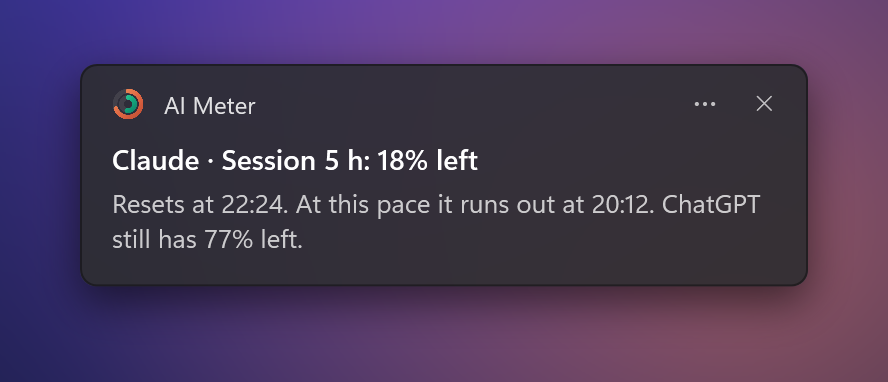 AI Meter
Claude · Session 5 h: 18% left
Resets at 22:24. At this pace it runs out at 20:12. ChatGPT
still has 77% left.